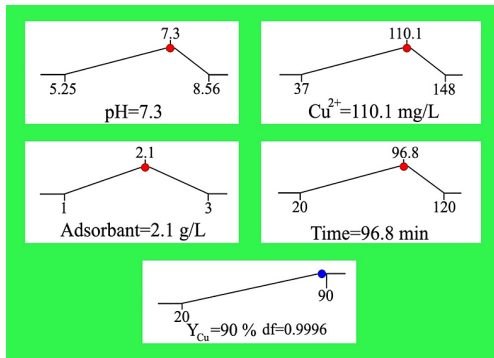 7.3
5.25 8.56
pH=7.3
110.1
37 148
Cu²⁺=110.1 mg/L
2.1
1 3
Adsorbant=2.1 g/L
96.8
20 120
Time=96.8 min
90
20
Y_Cu=90 % df=0.9996